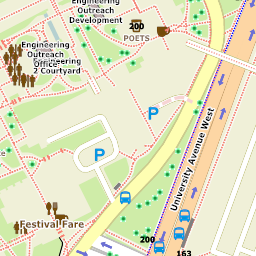 Engineering
Outreach
Development
200
POETS
Engineering
Outreach
Office
Engineering
2 Courtyard
P
P
University Avenue West
Festival Fare
200
163